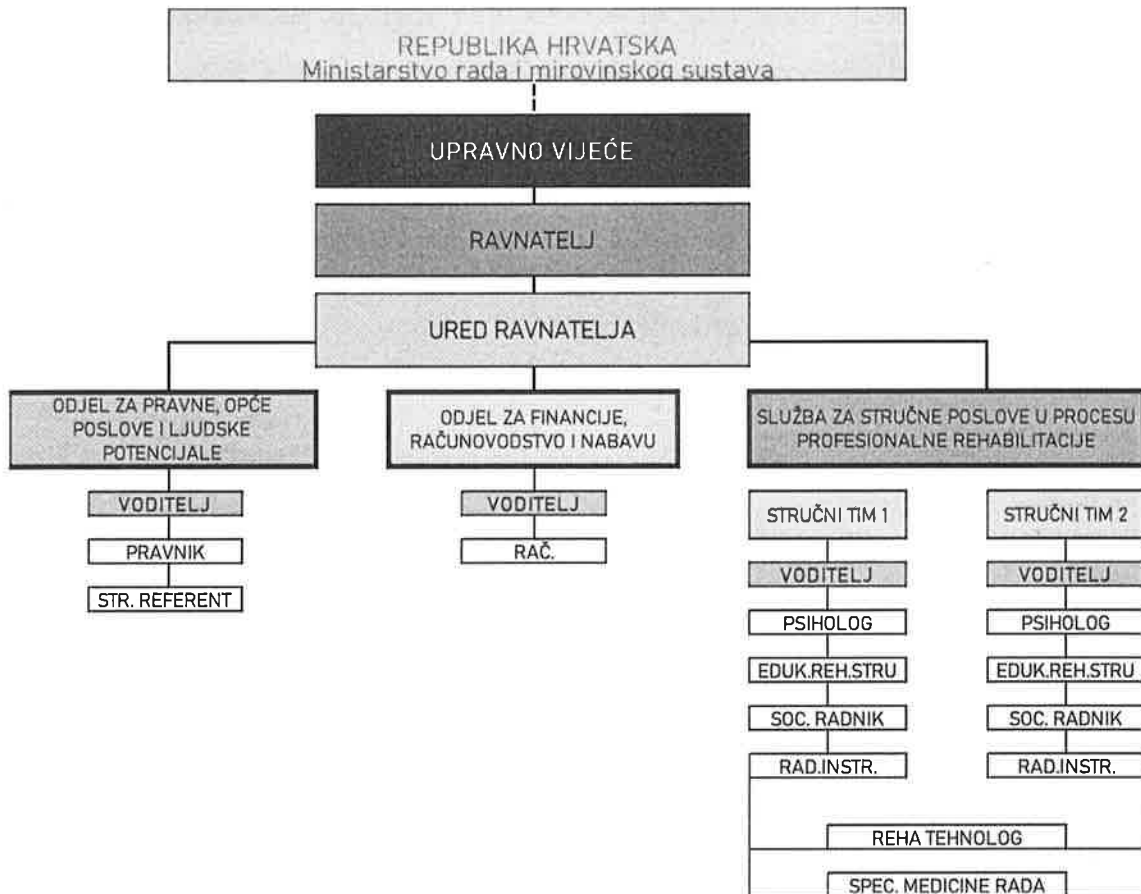 REPUBLIKA HRVATSKA
Ministarstvo rada i mirovinskog sustava
UPRAVNO VIJEĆE
RAVNATELJ
URED RAVNATELJA
ODJEL ZA PRAVNE, OPĆE
POSLOVE I LJUDSKE
POTENCIJALE
VODITELJ
PRAVNIK
STR. REFERENT
ODJEL ZA FINANCIJE,
RAČUNOVODSTVO I NABAVU
VODITELJ
RAČ.
SLUŽBA ZA STRUČNE POSLOVE U PROCESU
PROFESIONALNE REHABILITACIJE
STRUČNI TIM 1
VODITELJ
PSIHOLOG
EDUK.REH.STRU
SOC. RADNIK
RAD.INSTR.
STRUČNI TIM 2
VODITELJ
PSIHOLOG
EDUK.REH.STRU
SOC. RADNIK
RAD.INSTR.
REHA TEHNOLOG
SPEC. MEDICINE RADA